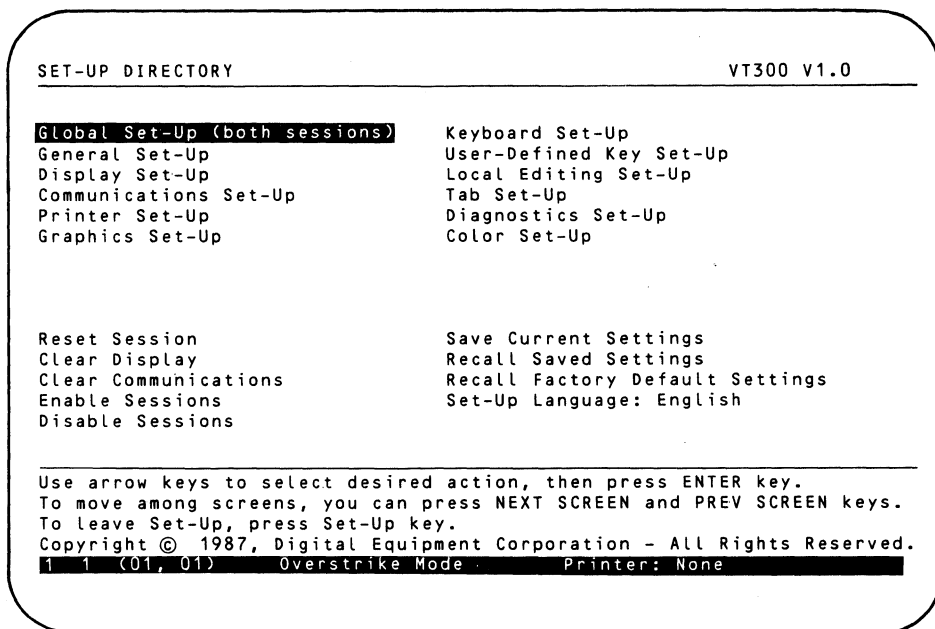 SET-UP DIRECTORY VT300 V1.0
Global Set-Up (both sessions) Keyboard Set-Up
General Set-Up User-Defined Key Set-Up
Display Set-Up Local Editing Set-Up
Communications Set-Up Tab Set-Up
Printer Set-Up Diagnostics Set-Up
Graphics Set-Up Color Set-Up
Reset Session Save Current Settings
Clear Display Recall Saved Settings
Clear Communications Recall Factory Default Settings
Enable Sessions Set-Up Language: English
Disable Sessions
Use arrow keys to select desired action, then press ENTER key.
To move among screens, you can press NEXT SCREEN and PREV SCREEN keys.
To leave Set-Up, press Set-Up key.
Copyright © 1987, Digital Equipment Corporation – All Rights Reserved.
1 1 (01, 01) Overstrike Mode Printer: None